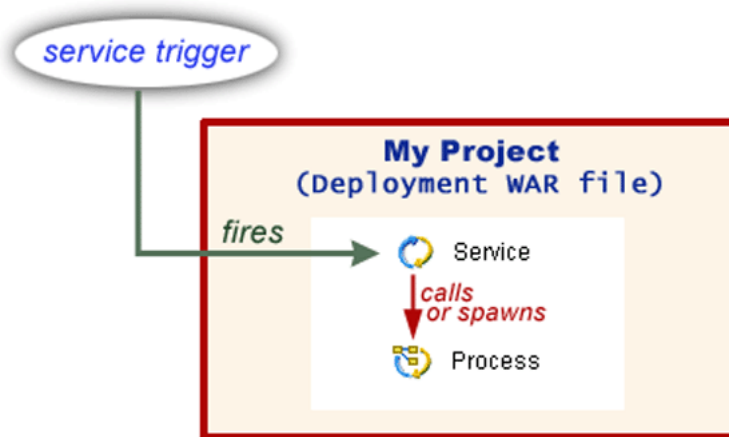 service trigger
My Project
(Deployment WAR file)
fires
Service
calls
or spawns
Process